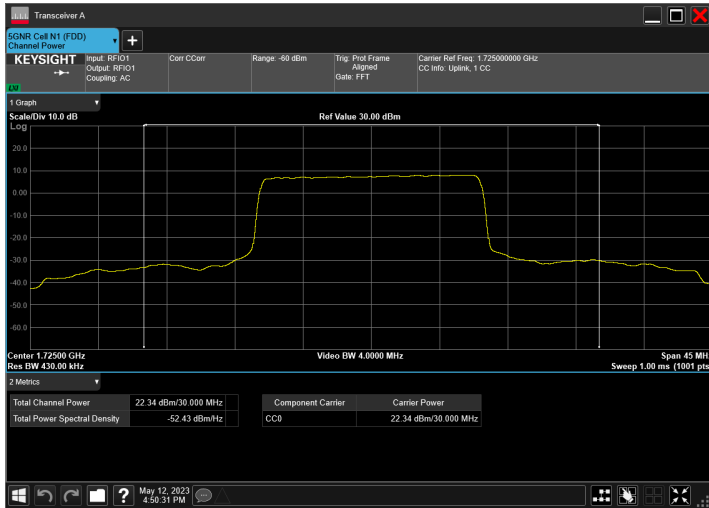 Transceiver A
5GNR Cell N1 (FDD)
Channel Power
KEYSIGHT
LXI
Input: RFIO1
Output: RFIO1
Coupling: AC
Corr CCorr
Range: -60 dBm
Trig: Prot Frame
Aligned
Gate: FFT
Carrier Ref Freq: 1.725000000 GHz
CC Info: Uplink, 1 CC
1 Graph
Scale/Div 10.0 dB
Ref Value 30.00 dBm
Log
20.0
10.0
0.00
-10.0
-20.0
-30.0
-40.0
-50.0
-60.0
Center 1.72500 GHz
Video BW 4.0000 MHz
Span 45 MH
Res BW 430.00 kHz
Sweep 1.00 ms (1001 pts
2 Metrics
Total Channel Power 22.34 dBm/30.000 MHz
Total Power Spectral Density -52.43 dBm/Hz
Component Carrier Carrier Power
CC0 22.34 dBm/30.000 MHz
?
May 12, 2023
4:50:31 PM